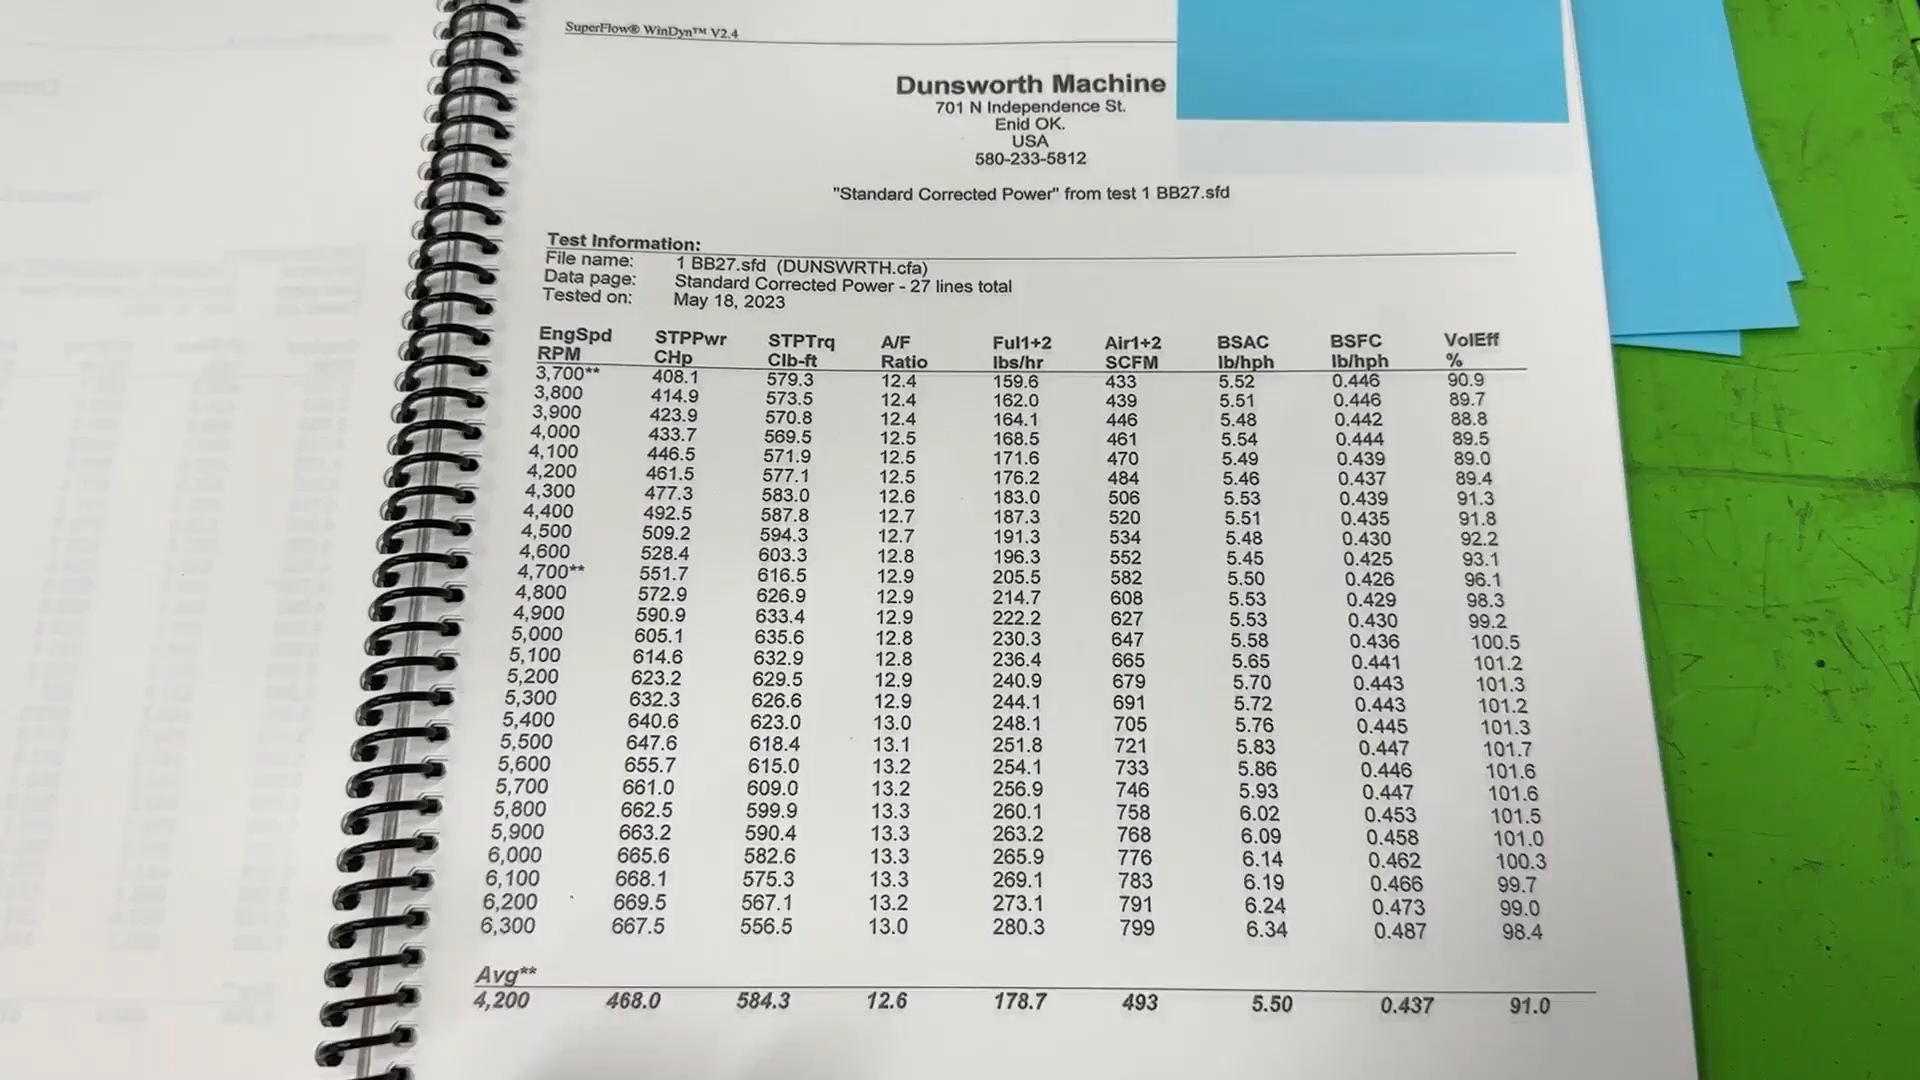 SuperFlow® WinDyn™ V2.4
Dunsworth Machine
701 N Independence St.
Enid OK.
USA
580-233-5812
"Standard Corrected Power" from test 1 BB27.sfd
Test Information:
File name: 1 BB27.sfd (DUNSWRTH.cfa)
Data page: Standard Corrected Power - 27 lines total
Tested on: May 18, 2023
EngSpd STPPwr STPTrq A/F Ful1+2 Air1+2 BSAC BSFC VolEff
RPM CHp Clb-ft Ratio lbs/hr SCFM lb/hph lb/hph %
3,700** 408.1 579.3 12.4 159.6 433 5.52 0.446 90.9
3,800 414.9 573.5 12.4 162.0 439 5.51 0.446 89.7
3,900 423.9 570.8 12.4 164.1 446 5.48 0.442 88.8
4,000 433.7 569.5 12.5 168.5 461 5.54 0.444 89.5
4,100 446.5 571.9 12.5 171.6 470 5.49 0.439 89.0
4,200 461.5 577.1 12.5 176.2 484 5.46 0.437 89.4
4,300 477.3 583.0 12.6 183.0 506 5.53 0.439 91.3
4,400 492.5 587.8 12.7 187.3 520 5.51 0.435 91.8
4,500 509.2 594.3 12.7 191.3 534 5.48 0.430 92.2
4,600 528.4 603.3 12.8 196.3 552 5.45 0.425 93.1
4,700** 551.7 616.5 12.9 205.5 582 5.50 0.426 96.1
4,800 572.9 626.9 12.9 214.7 608 5.53 0.429 98.3
4,900 590.9 633.4 12.9 222.2 627 5.53 0.430 99.2
5,000 605.1 635.6 12.8 230.3 647 5.58 0.436 100.5
5,100 614.6 632.9 12.8 236.4 665 5.65 0.441 101.2
5,200 623.2 629.5 12.9 240.9 679 5.70 0.443 101.3
5,300 632.3 626.6 12.9 244.1 691 5.72 0.443 101.2
5,400 640.6 623.0 13.0 248.1 705 5.76 0.445 101.3
5,500 647.6 618.4 13.1 251.8 721 5.83 0.447 101.7
5,600 655.7 615.0 13.2 254.1 733 5.86 0.446 101.6
5,700 661.0 609.0 13.2 256.9 746 5.93 0.447 101.6
5,800 662.5 599.9 13.3 260.1 758 6.02 0.453 101.5
5,900 663.2 590.4 13.3 263.2 768 6.09 0.458 101.0
6,000 665.6 582.6 13.3 265.9 776 6.14 0.462 100.3
6,100 668.1 575.3 13.3 269.1 783 6.19 0.466 99.7
6,200 669.5 567.1 13.2 273.1 791 6.24 0.473 99.0
6,300 667.5 556.5 13.0 280.3 799 6.34 0.487 98.4
Avg**
4,200 468.0 584.3 12.6 178.7 493 5.50 0.437 91.0